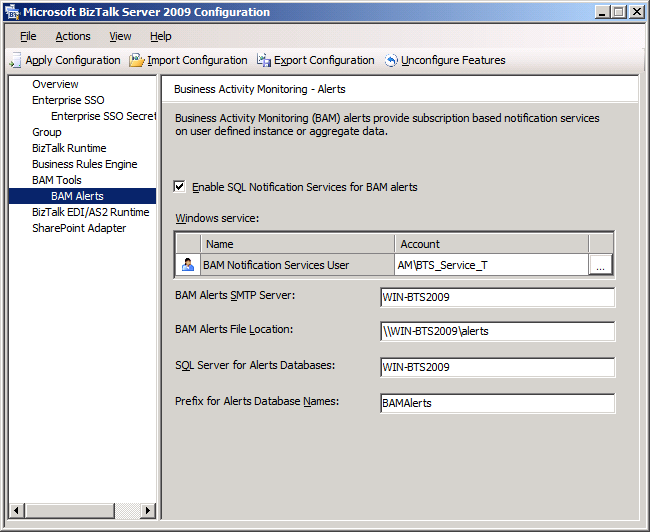 Microsoft BizTalk Server 2009 Configuration
File Actions View Help
Apply Configuration Import Configuration Export Configuration Unconfigure Features
Overview
Enterprise SSO
Enterprise SSO Secret
Group
BizTalk Runtime
Business Rules Engine
BAM Tools
BAM Alerts
BizTalk EDI/AS2 Runtime
SharePoint Adapter
Business Activity Monitoring - Alerts
Business Activity Monitoring (BAM) alerts provide subscription based notification services
on user defined instance or aggregate data.
Enable SQL Notification Services for BAM alerts
Windows service:
Name Account
BAM Notification Services User AM\BTS_Service_T ...
BAM Alerts SMTP Server: WIN-BTS2009
BAM Alerts File Location: \\WIN-BTS2009\alerts
SQL Server for Alerts Databases: WIN-BTS2009
Prefix for Alerts Database Names: BAMAlerts